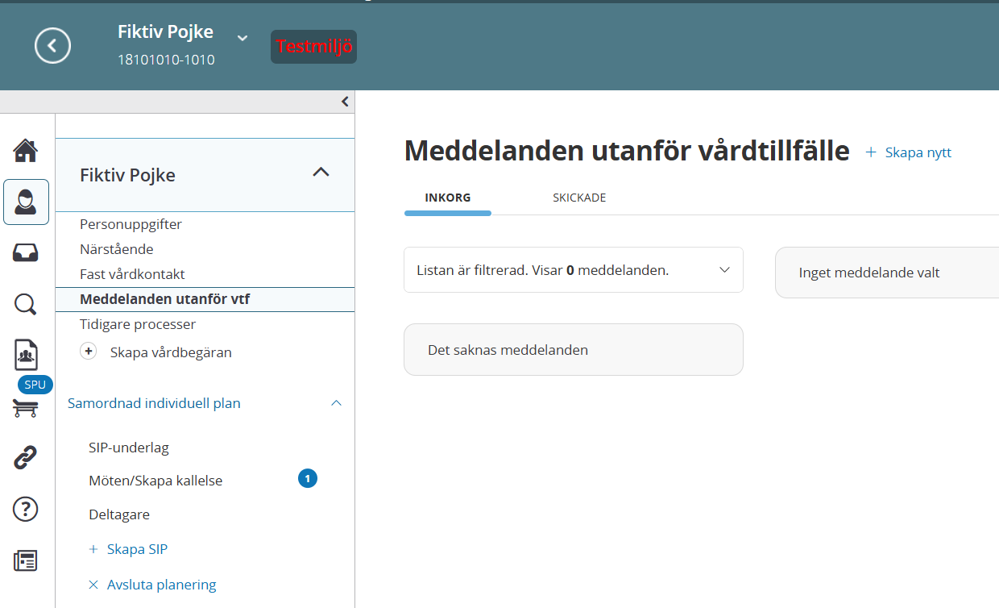 Fiktiv Pojke
18101010-1010
Testmiljö
Fiktiv Pojke
Personuppgifter
Närstående
Fast vårdkontakt
Meddelanden utanför vtf
Tidigare processer
Skapa vårdbegäran
SPU
Samordnad individuell plan
SIP-underlag
Möten/Skapa kallelse 1
Deltagare
+ Skapa SIP
× Avsluta planering
Meddelanden utanför vårdtillfälle + Skapa nytt
INKORG SKICKADE
Listan är filtrerad. Visar 0 meddelanden.
Inget meddelande valt
Det saknas meddelanden